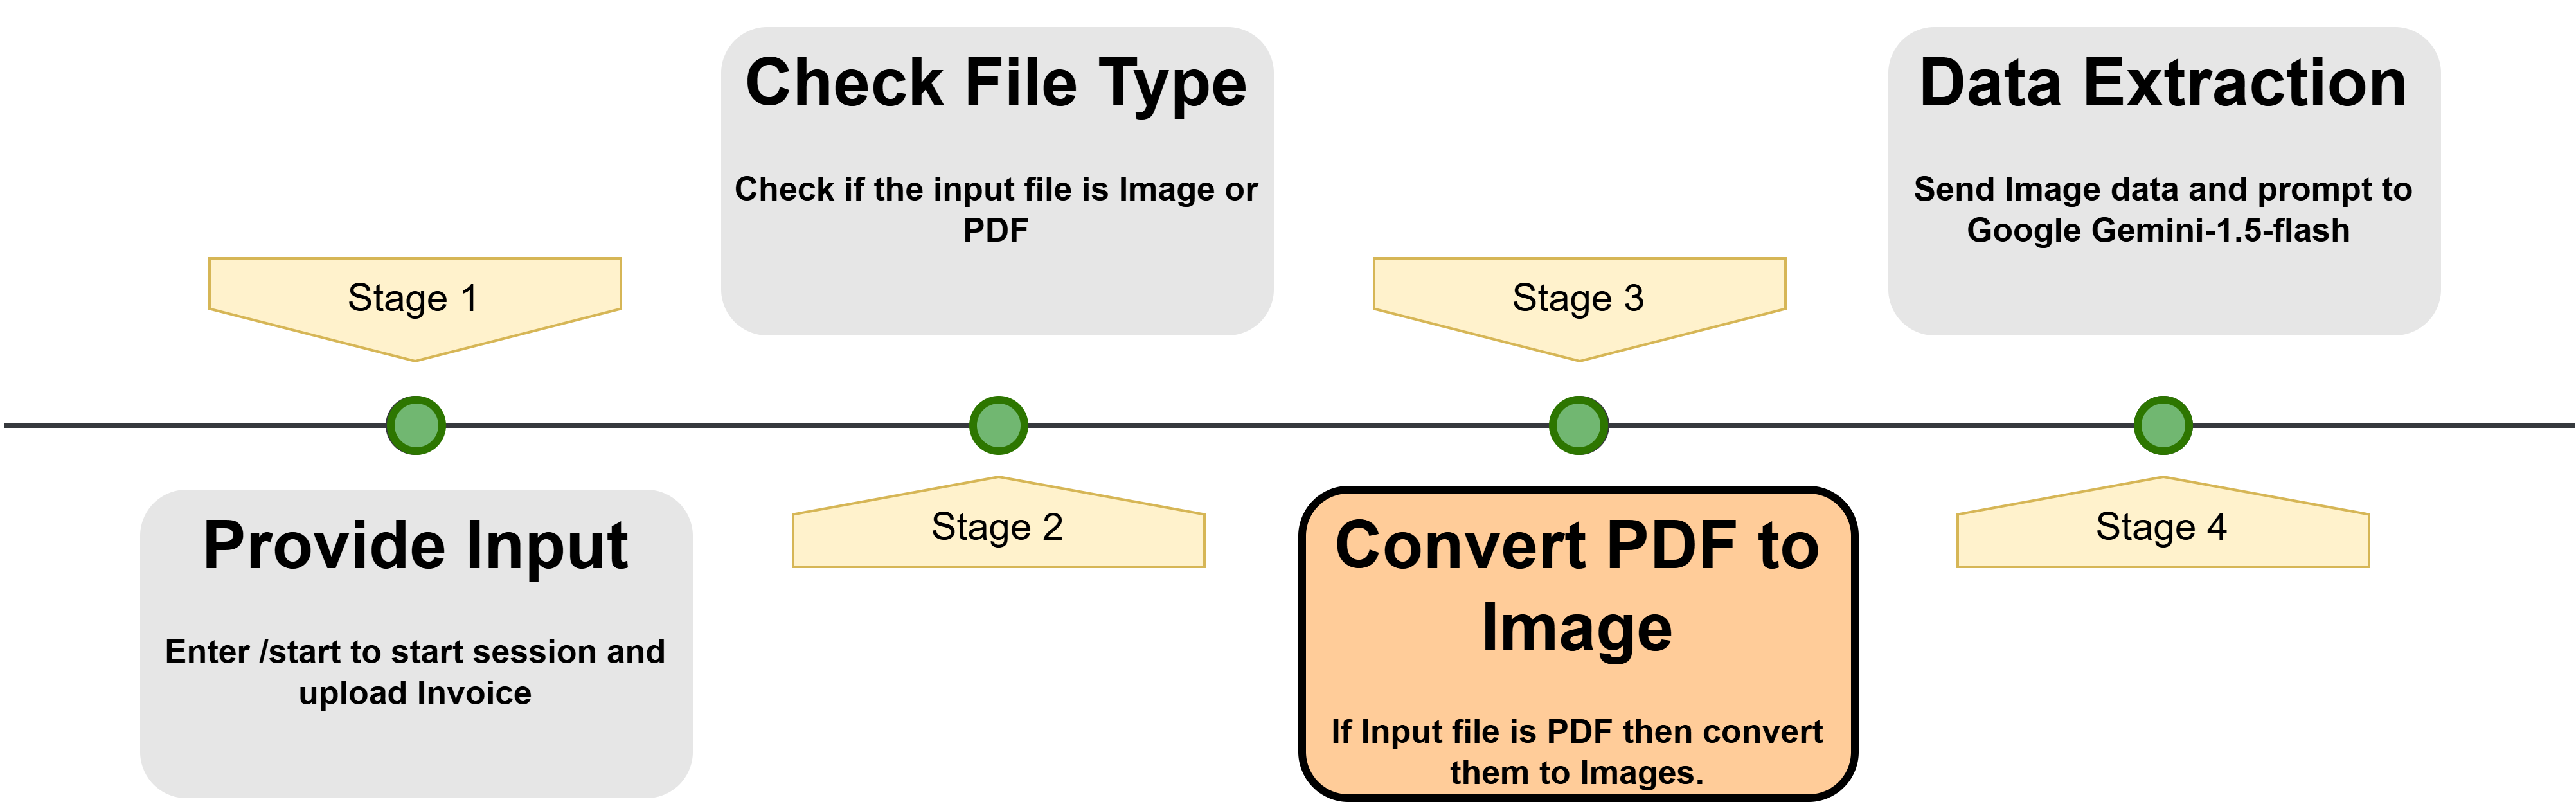 Stage 1
Provide Input
Enter /start to start session and
upload Invoice
Check File Type
Check if the input file is Image or
PDF
Stage 2
Stage 3
Convert PDF to
Image
If Input file is PDF then convert
them to Images.
Data Extraction
Send Image data and prompt to
Google Gemini-1.5-flash
Stage 4